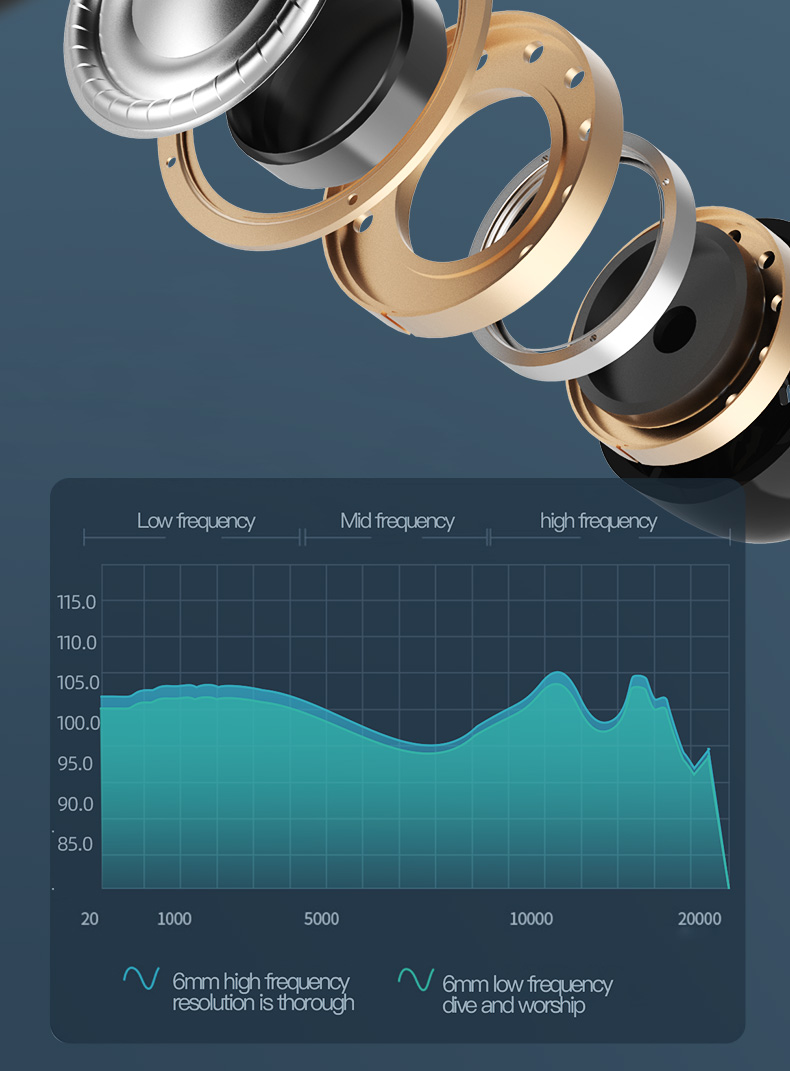 Low frequency Mid frequency high frequency
115.0
110.0
105.0
100.0
95.0
90.0
85.0
20 1000 5000 10000 20000
6mm high frequency
resolution is thorough
6mm low frequency
dive and worship